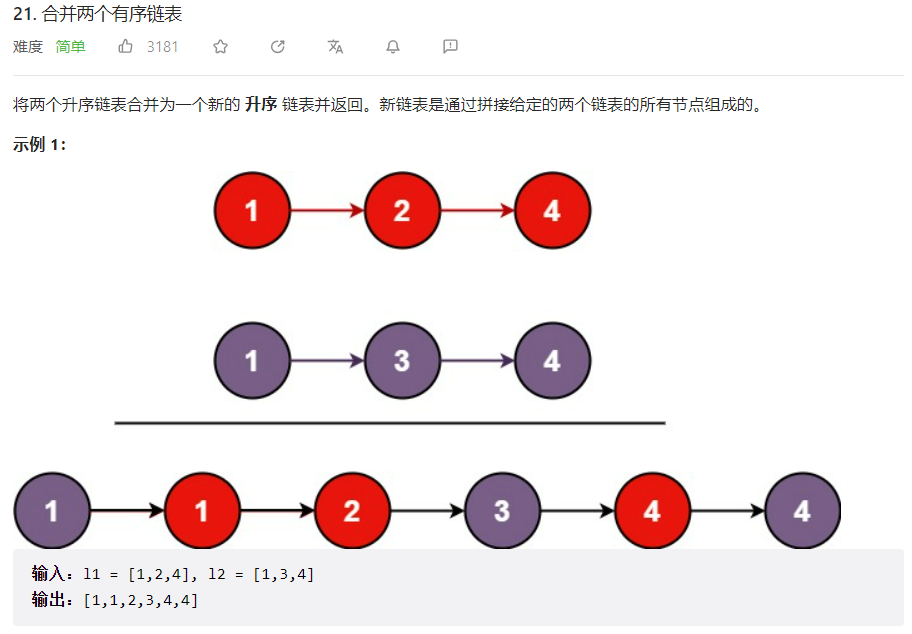 21. 合并两个有序链表
难度 简单 3181
将两个升序链表合并为一个新的 升序 链表并返回。新链表是通过拼接给定的两个链表的所有节点组成的。
示例 1：
1 2 4
1 3 4
1 1 2 3 4 4
输入：l1 = [1,2,4], l2 = [1,3,4]
输出：[1,1,2,3,4,4]